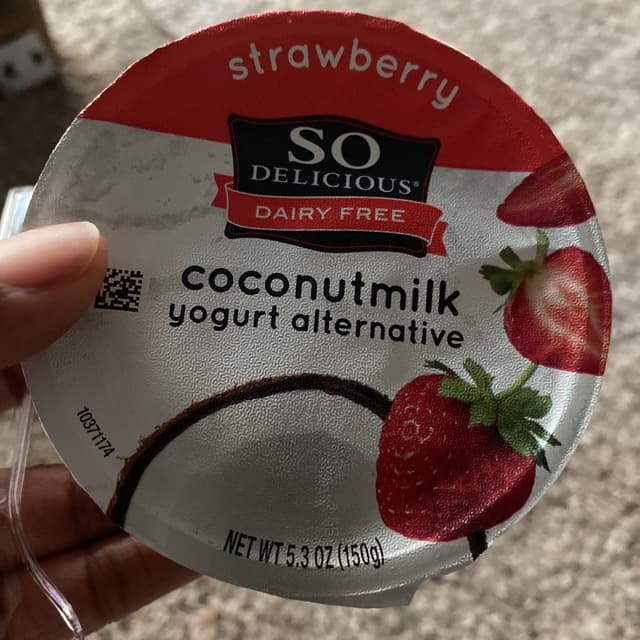 strawberry
SO
DELICIOUS®
DAIRY FREE
coconutmilk
yogurt alternative
10371174
NET WT 5.3 OZ (150g)